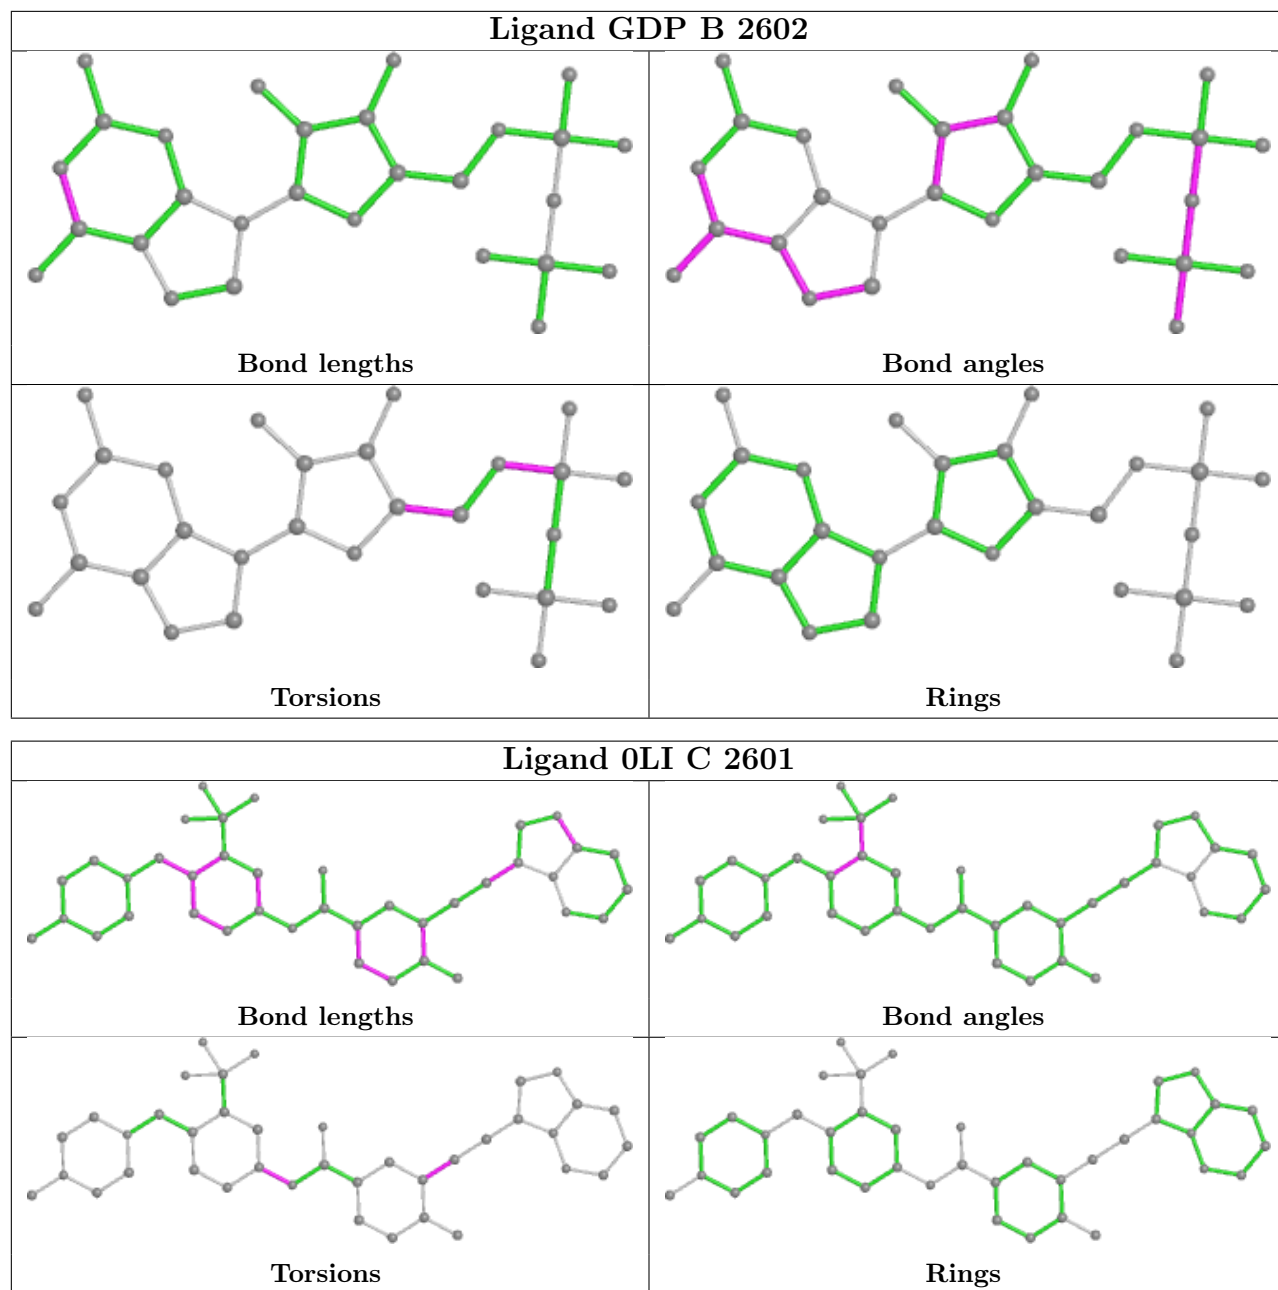 Ligand GDP B 2602
Bond lengths
Bond angles
Torsions
Rings
Ligand 0LI C 2601
Bond lengths
Bond angles
Torsions
Rings